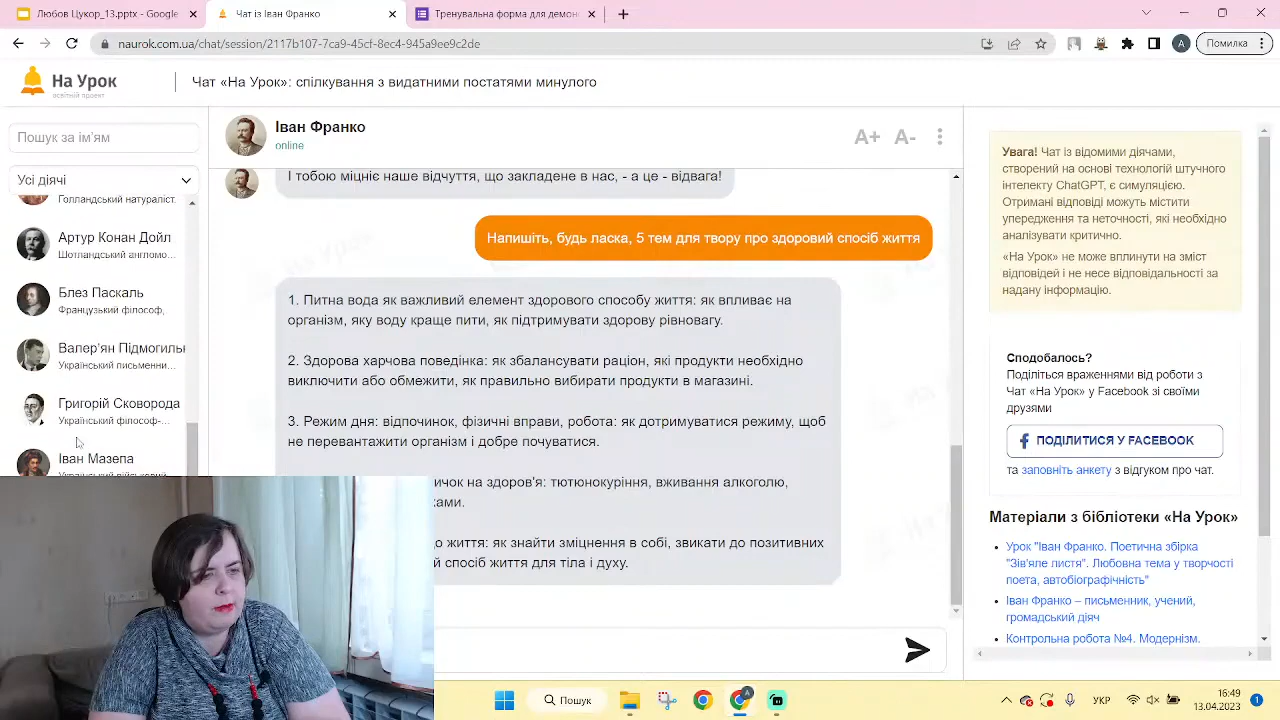 Любов Цукор_13.pptx - Google
Чат із Іван Франко
Тренувальна форма для демон
naurok.com.ua/chat/session/2117b107-7ca9-45cf-8ec4-945a9ee9c2de
A
Помилка
На Урок
освітній проект
Чат «На Урок»: спілкування з видатними постатями минулого
Пошук за ім'ям
Усі діячі
Голландський натураліст.
Артур Конан Дойл
Шотландський англомо...
Блез Паскаль
Французький філософ,
Валер'ян Підмогильн
Український письменни...
Григорій Сковорода
Український філософ-...
Іван Мазепа
Український військовий
Іван Франко
online
A+ A-
І тобою міцніє наше відчуття, що закладене в нас, - а це - відвага!
Напишіть, будь ласка, 5 тем для твору про здоровий спосіб життя
1. Питна вода як важливий елемент здорового способу життя: як впливає на
організм, яку воду краще пити, як підтримувати здорову рівновагу.
2. Здорова харчова поведінка: як збалансувати раціон, які продукти необхідно
виключити або обмежити, як правильно вибирати продукти в магазині.
3. Режим дня: відпочинок, фізичні вправи, робота: як дотримуватися режиму, щоб
не перевантажити організм і добре почуватися.
ичок на здоров'я: тютюнокуріння, вживання алкоголю,
ками.
о життя: як знайти зміцнення в собі, звикати до позитивних
й спосіб життя для тіла і духу.
Увага! Чат із відомими діячами,
створений на основі технологій штучного
інтелекту ChatGPT, є симуляцією.
Отримані відповіді можуть містити
упередження та неточності, які необхідно
аналізувати критично.
«На Урок» не може вплинути на зміст
відповідей і не несе відповідальності за
надану інформацію.
Сподобалось?
Поділіться враженнями від роботи з
Чат «На Урок» у Facebook зі своїми
друзями
ПОДІЛИТИСЯ У FACEBOOK
та заповніть анкету з відгуком про чат.
Матеріали з бібліотеки «На Урок»
Урок "Іван Франко. Поетична збірка
"Зів'яле листя". Любовна тема у творчості
поета, автобіографічність"
Іван Франко – письменник, учений,
громадський діяч
Контрольна робота №4. Модернізм.
Пошук
УКР
16:49
13.04.2023
1